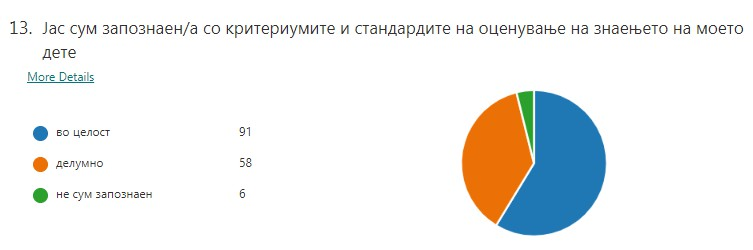 13. Јас сум запознаен/а со критериумите и стандардите на оценување на знаењето на моето
дете
More Details
во целост 91
делумно 58
не сум запознаен 6